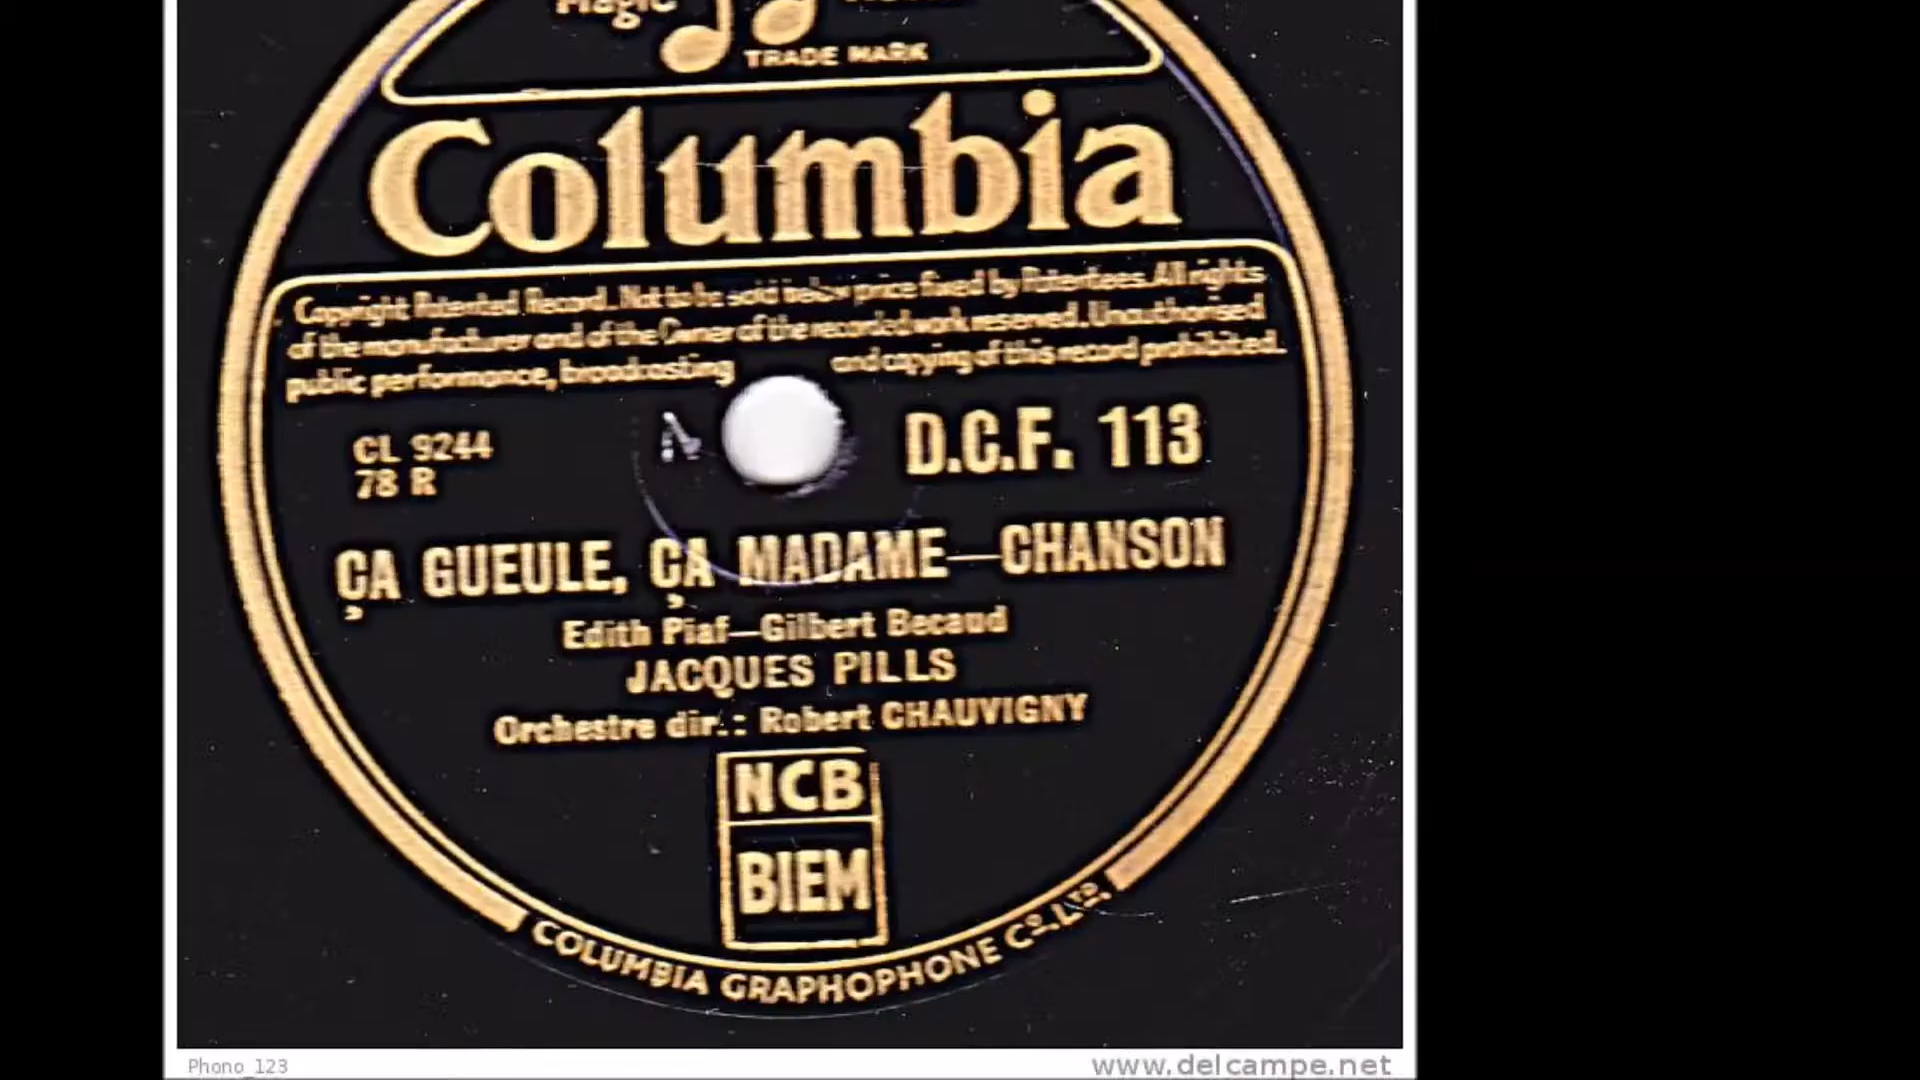 Magic
TRADE MARK
Columbia
Copyright Patented Record. Not to be sold below price fixed by Patentees. All rights
of the manufacturer and of the Owner of the recorded work reserved. Unauthorised
public performance, broadcasting and copying of this record prohibited.
CL 9244
78 R
D.C.F. 113
ÇA GUEULE, ÇA MADAME—CHANSON
Edith Piaf—Gilbert Becaud
JACQUES PILLS
Orchestre dir.: Robert CHAUVIGNY
NCB
BIEM
COLUMBIA GRAPHOPHONE Co. LTD.
Phono_123
www.delcampe.net